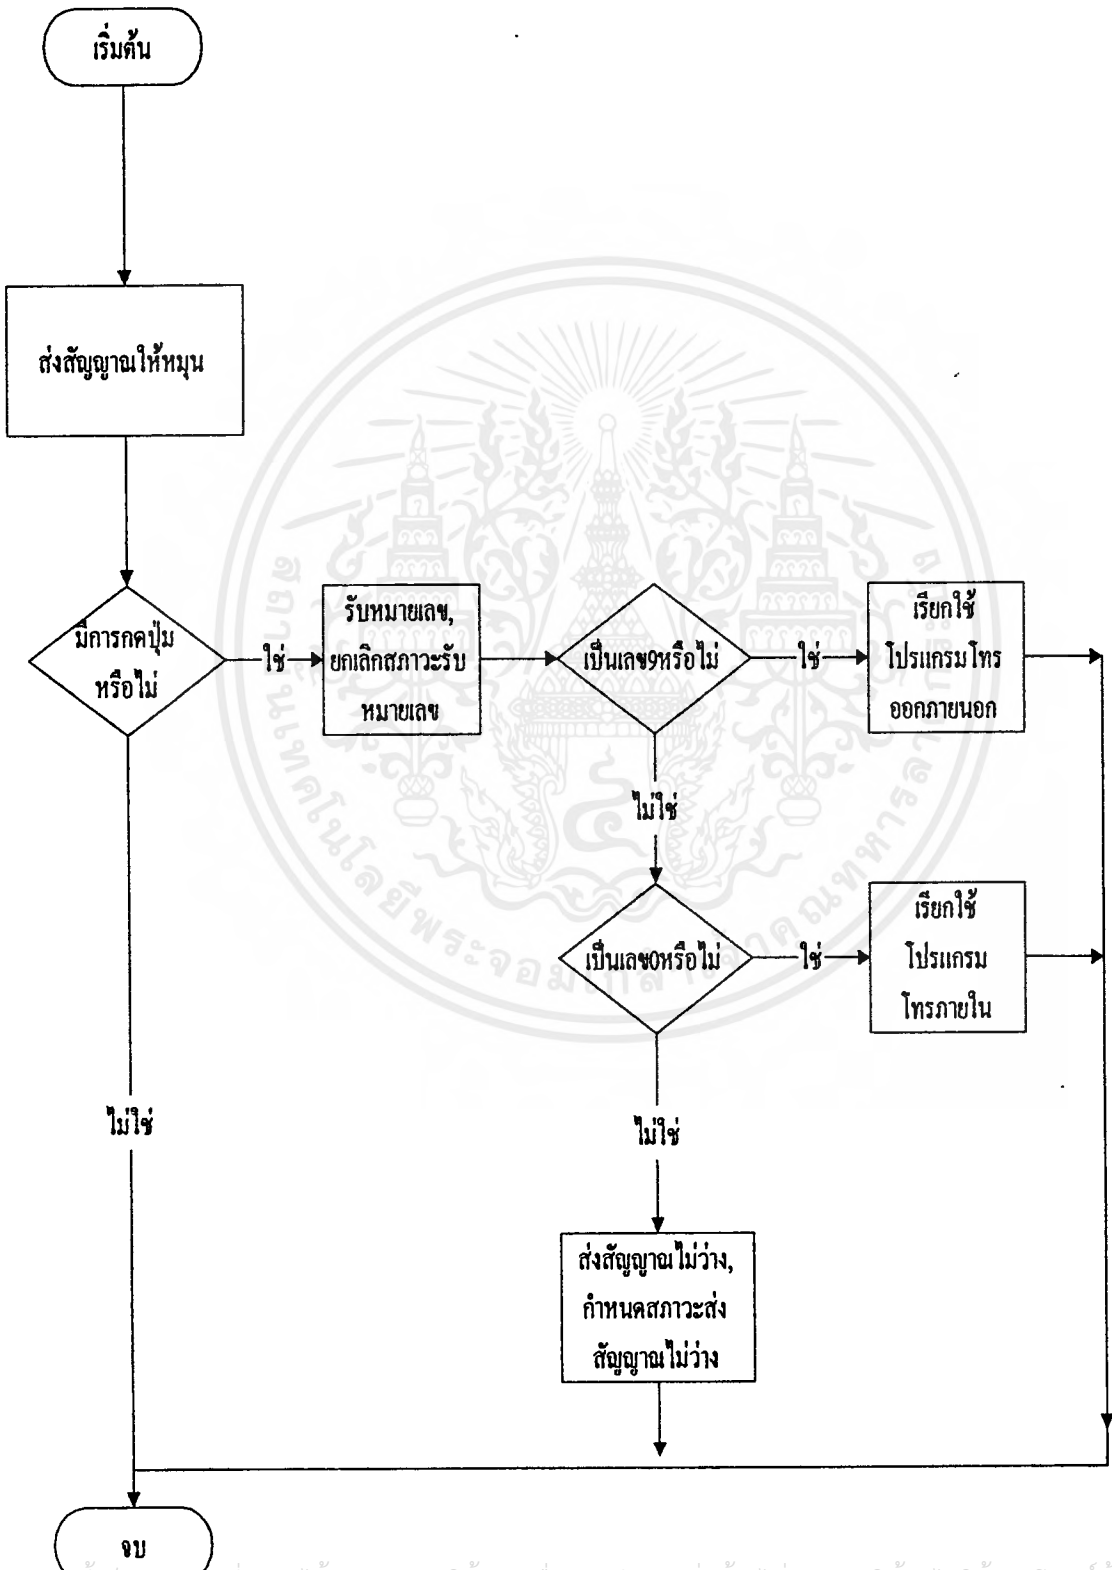 เริ่มต้น
ส่งสัญญาณให้หมุน
มีการกดปุ่ม
หรือไม่
ใช่
รับหมายเลข,
ยกเลิกสภาวะรับ
หมายเลข
เป็นเลข9หรือไม่
ใช่
เรียกใช้
โปรแกรมโทร
ออกภายนอก
ไม่ใช่
เป็นเลข0หรือไม่
ใช่
เรียกใช้
โปรแกรม
โทรภายใน
ไม่ใช่
ไม่ใช่
ส่งสัญญาณไม่ว่าง,
กำหนดสภาวะส่ง
สัญญาณไม่ว่าง
จบ